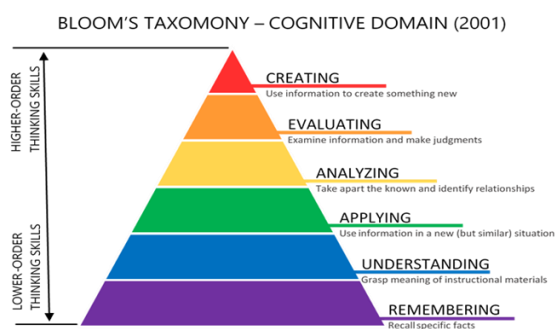 BLOOM'S TAXOMONY – COGNITIVE DOMAIN (2001)
HIGHER-ORDER
THINKING SKILLS
LOWER-ORDER
THINKING SKILLS
CREATING
Use information to create something new
EVALUATING
Examine information and make judgments
ANALYZING
Take apart the known and identify relationships
APPLYING
Use information in a new (but similar) situation
UNDERSTANDING
Grasp meaning of instructional materials
REMEMBERING
Recall specific facts